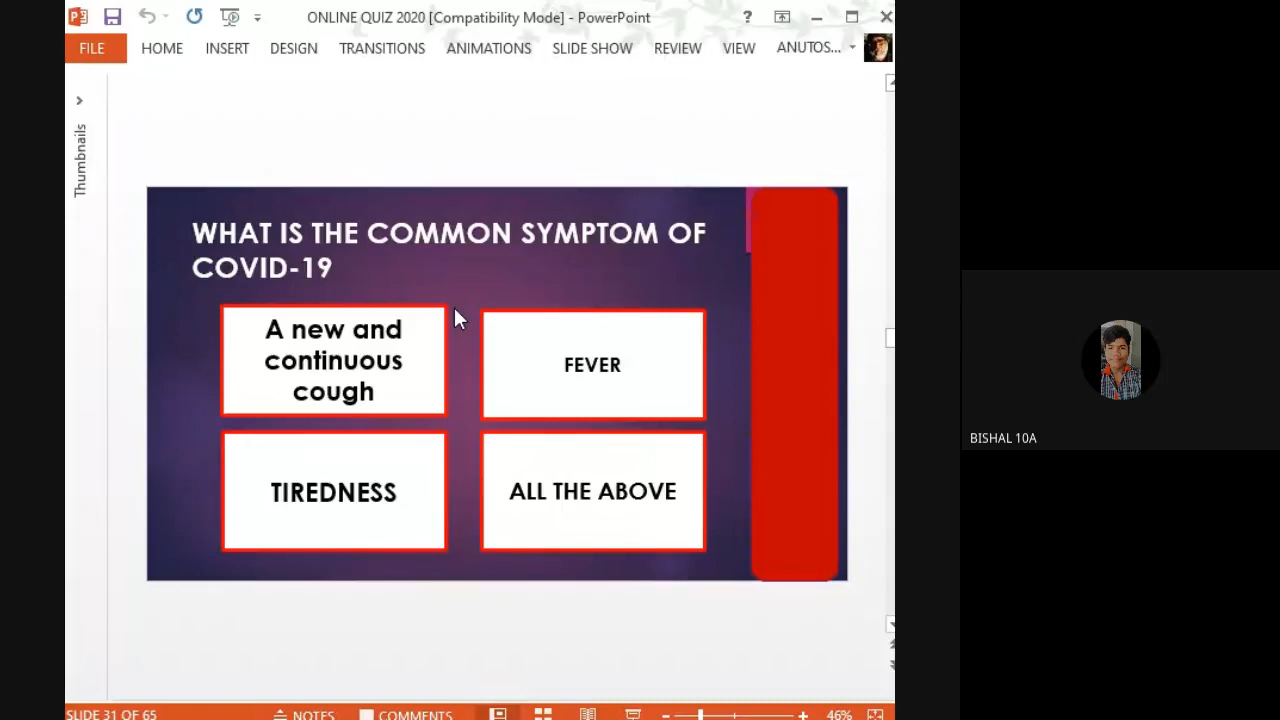 ONLINE QUIZ 2020 [Compatibility Mode] - PowerPoint
?
FILE HOME INSERT DESIGN TRANSITIONS ANIMATIONS SLIDE SHOW REVIEW VIEW ANUTOS...
Thumbnails
WHAT IS THE COMMON SYMPTOM OF
COVID-19
A new and
continuous
cough
FEVER
TIREDNESS
ALL THE ABOVE
BISHAL 10A
SLIDE 31 OF 65 NOTES COMMENTS 46%